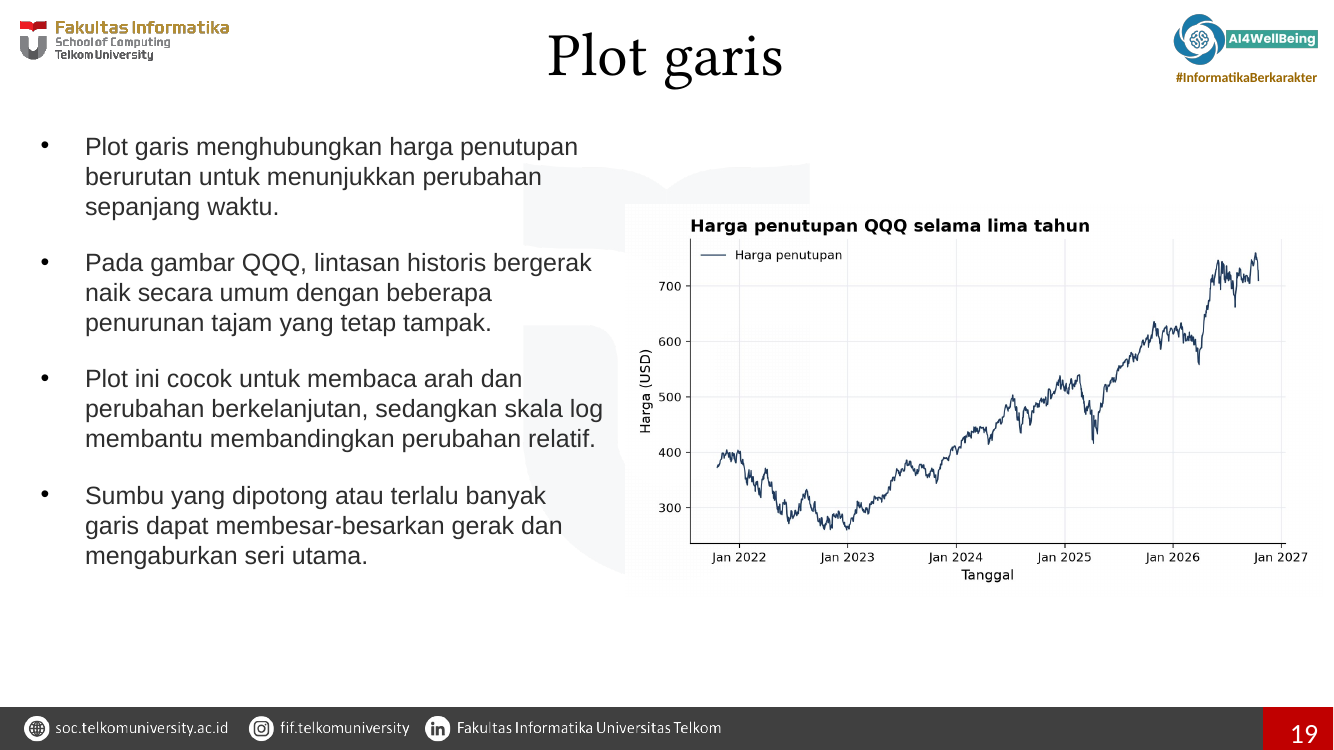 Fakultas Informatika
School of Computing
Telkom University
Plot garis
AI4WellBeing
#InformatikaBerkarakter
• Plot garis menghubungkan harga penutupan
berurutan untuk menunjukkan perubahan
sepanjang waktu.
• Pada gambar QQQ, lintasan historis bergerak
naik secara umum dengan beberapa
penurunan tajam yang tetap tampak.
• Plot ini cocok untuk membaca arah dan
perubahan berkelanjutan, sedangkan skala log
membantu membandingkan perubahan relatif.
• Sumbu yang dipotong atau terlalu banyak
garis dapat membesar-besarkan gerak dan
mengaburkan seri utama.
Harga penutupan QQQ selama lima tahun
Harga penutupan
Harga (USD)
700
600
500
400
300
Jan 2022 Jan 2023 Jan 2024 Jan 2025 Jan 2026 Jan 2027
Tanggal
soc.telkomuniversity.ac.id fif.telkomuniversity in Fakultas Informatika Universitas Telkom
19